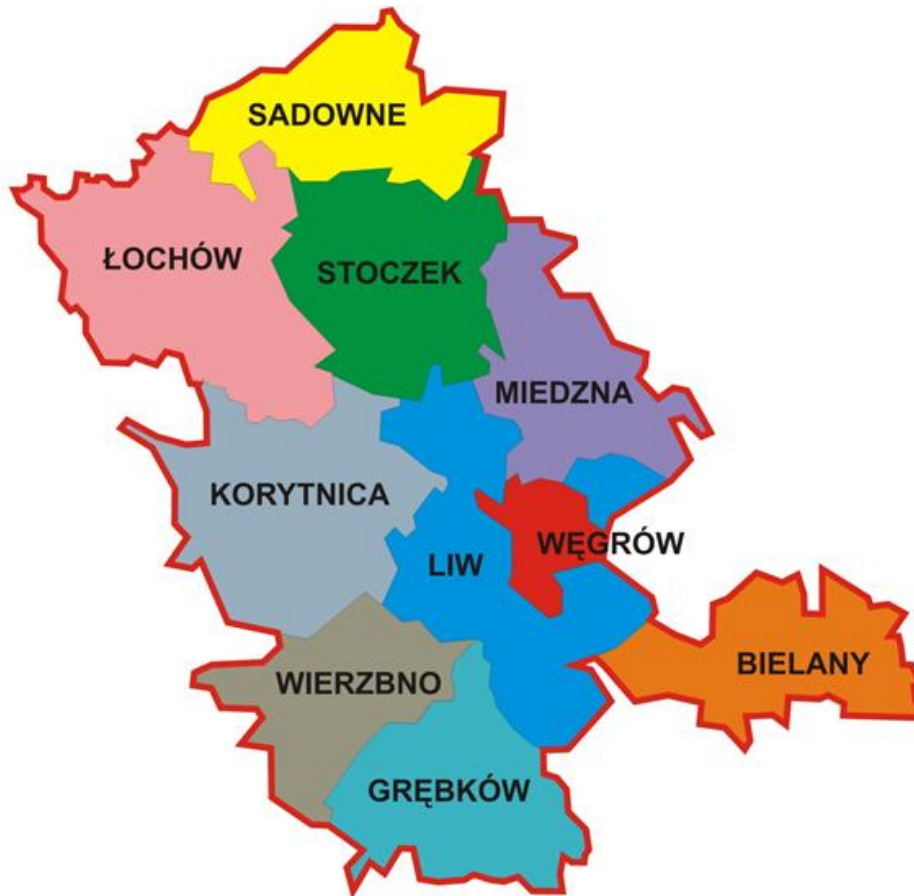 SADOWNE
ŁOCHÓW
STOCZEK
MIEDZNA
KORYTNICA
WĘGRÓW
LIW
BIELANY
WIERZBNO
GRĘBKÓW